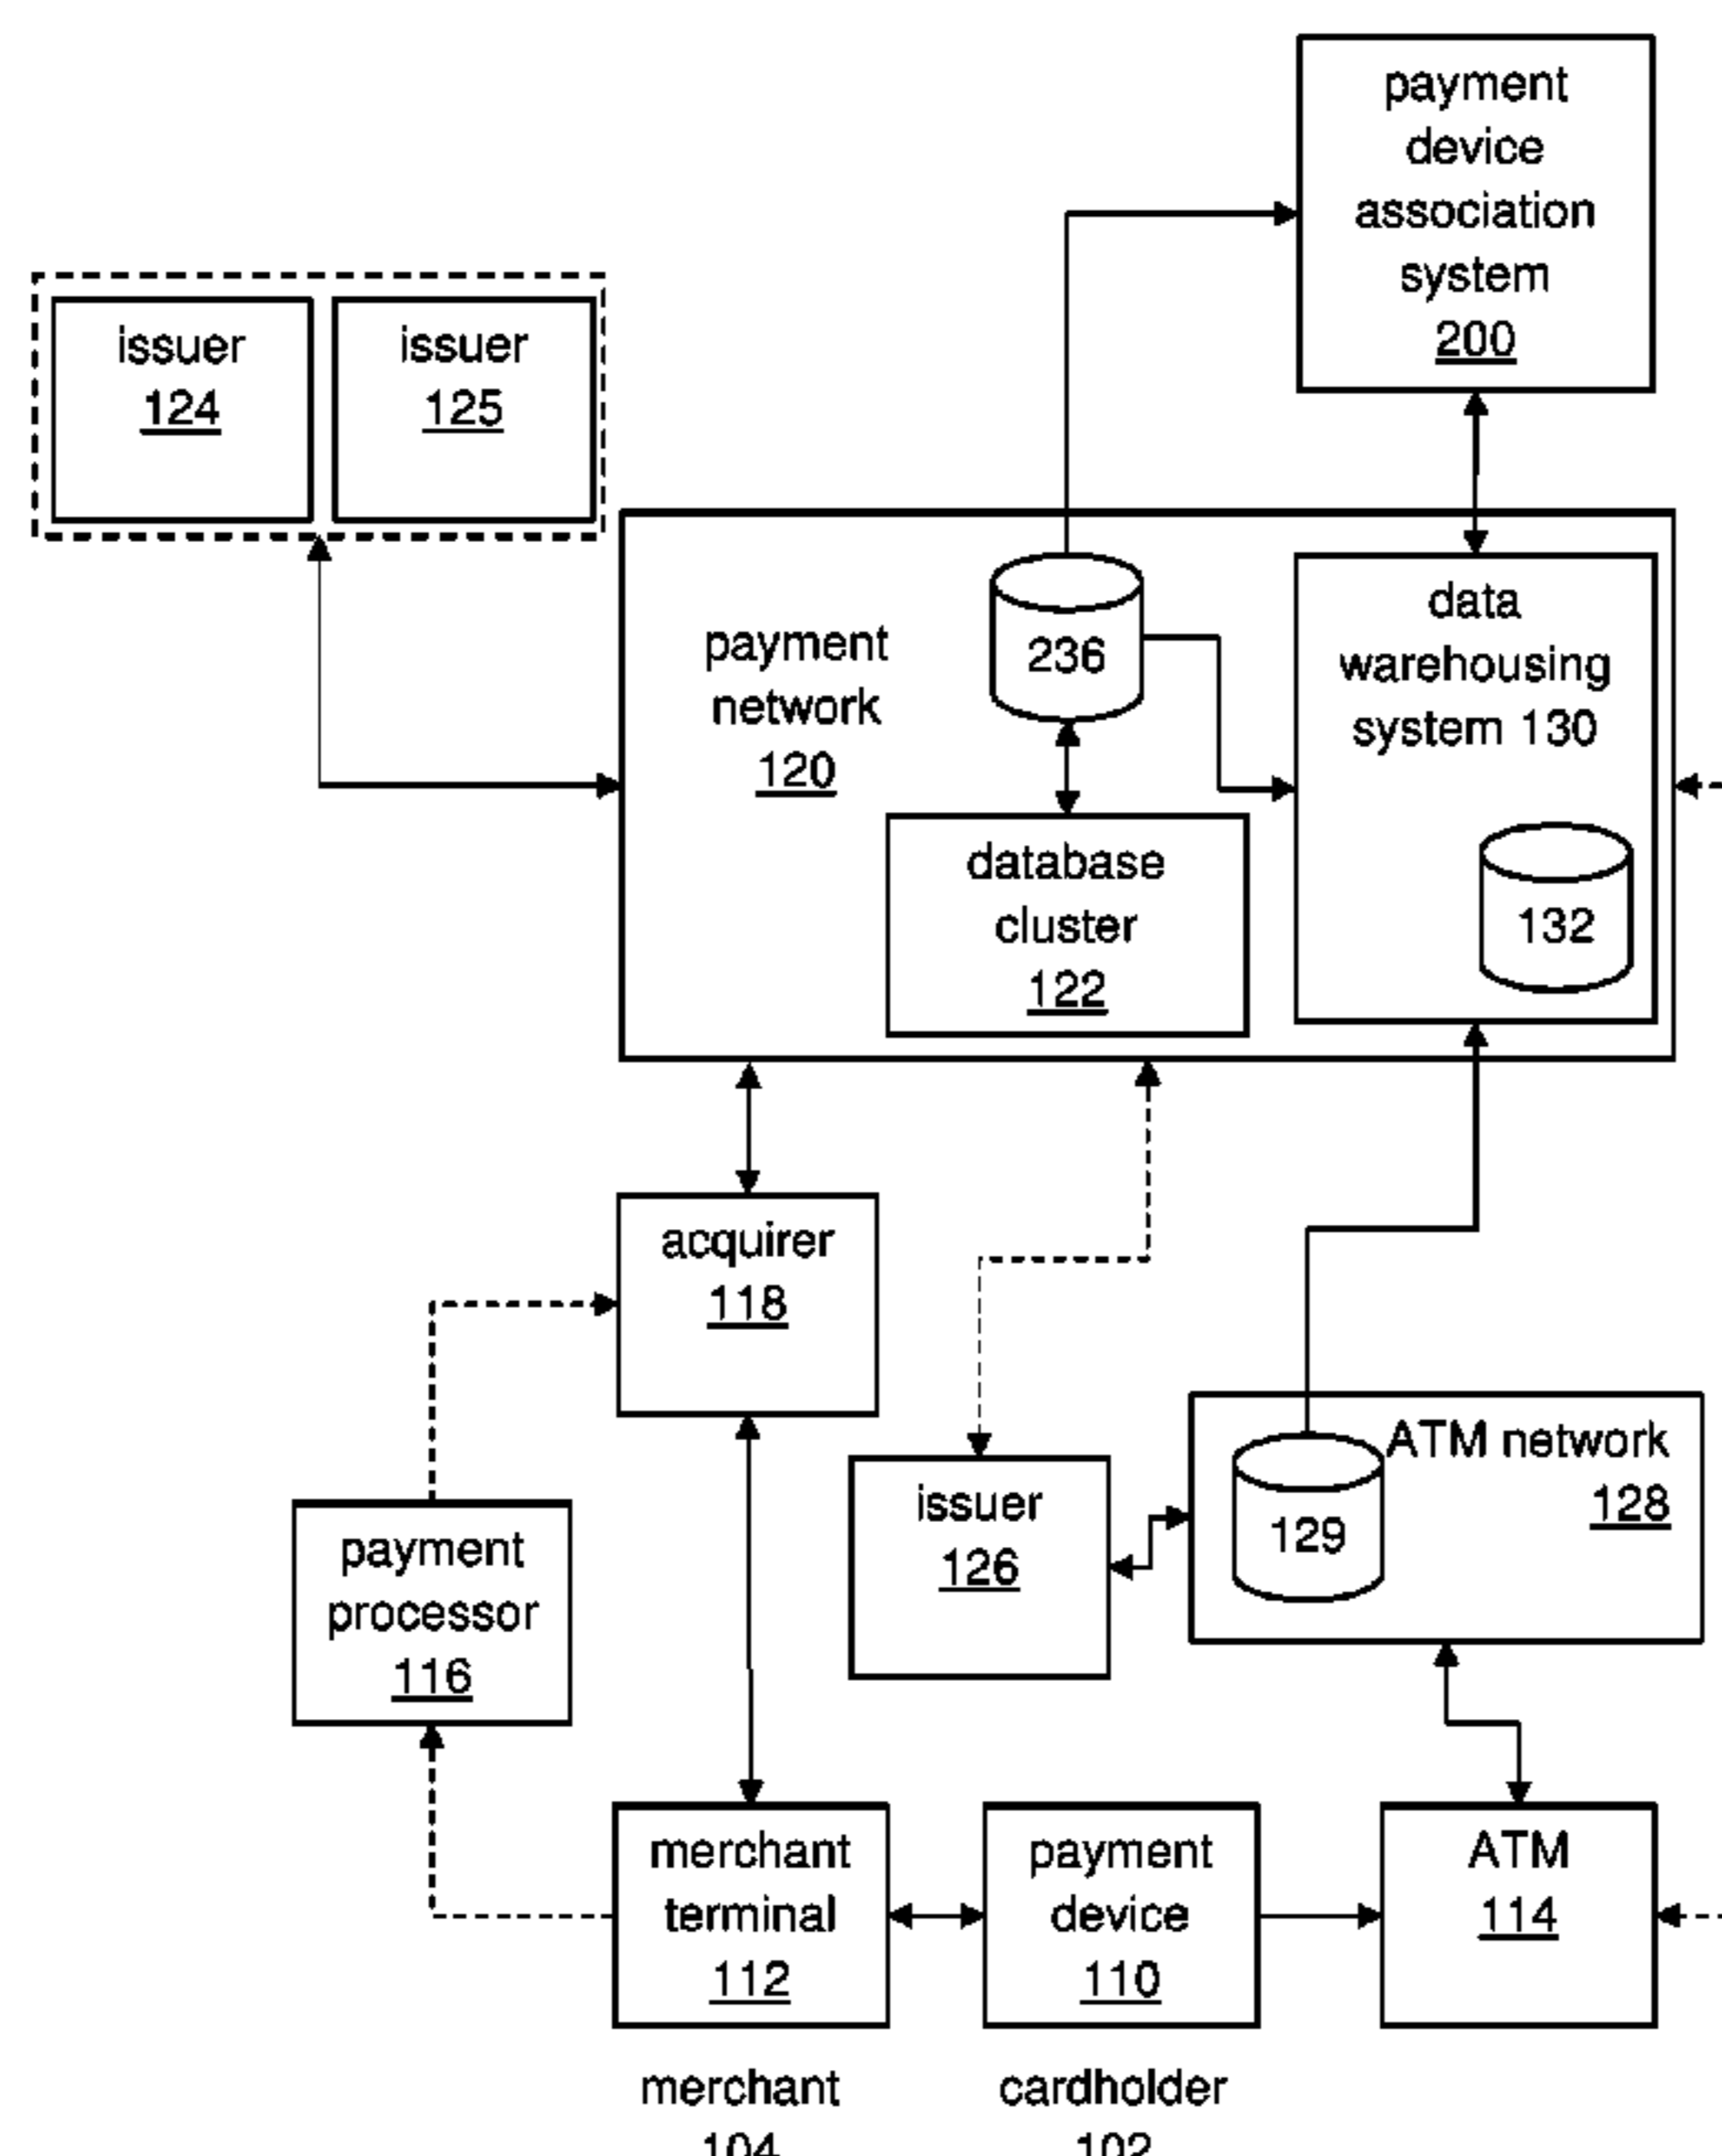 payment
device
association
system
200
issuer
124
issuer
125
payment
network
120
236
data
warehousing
system 130
132
database
cluster
122
acquirer
118
ATM network
128
129
issuer
126
payment
processor
116
merchant
terminal
112
payment
device
110
ATM
114
merchant
104
cardholder
102